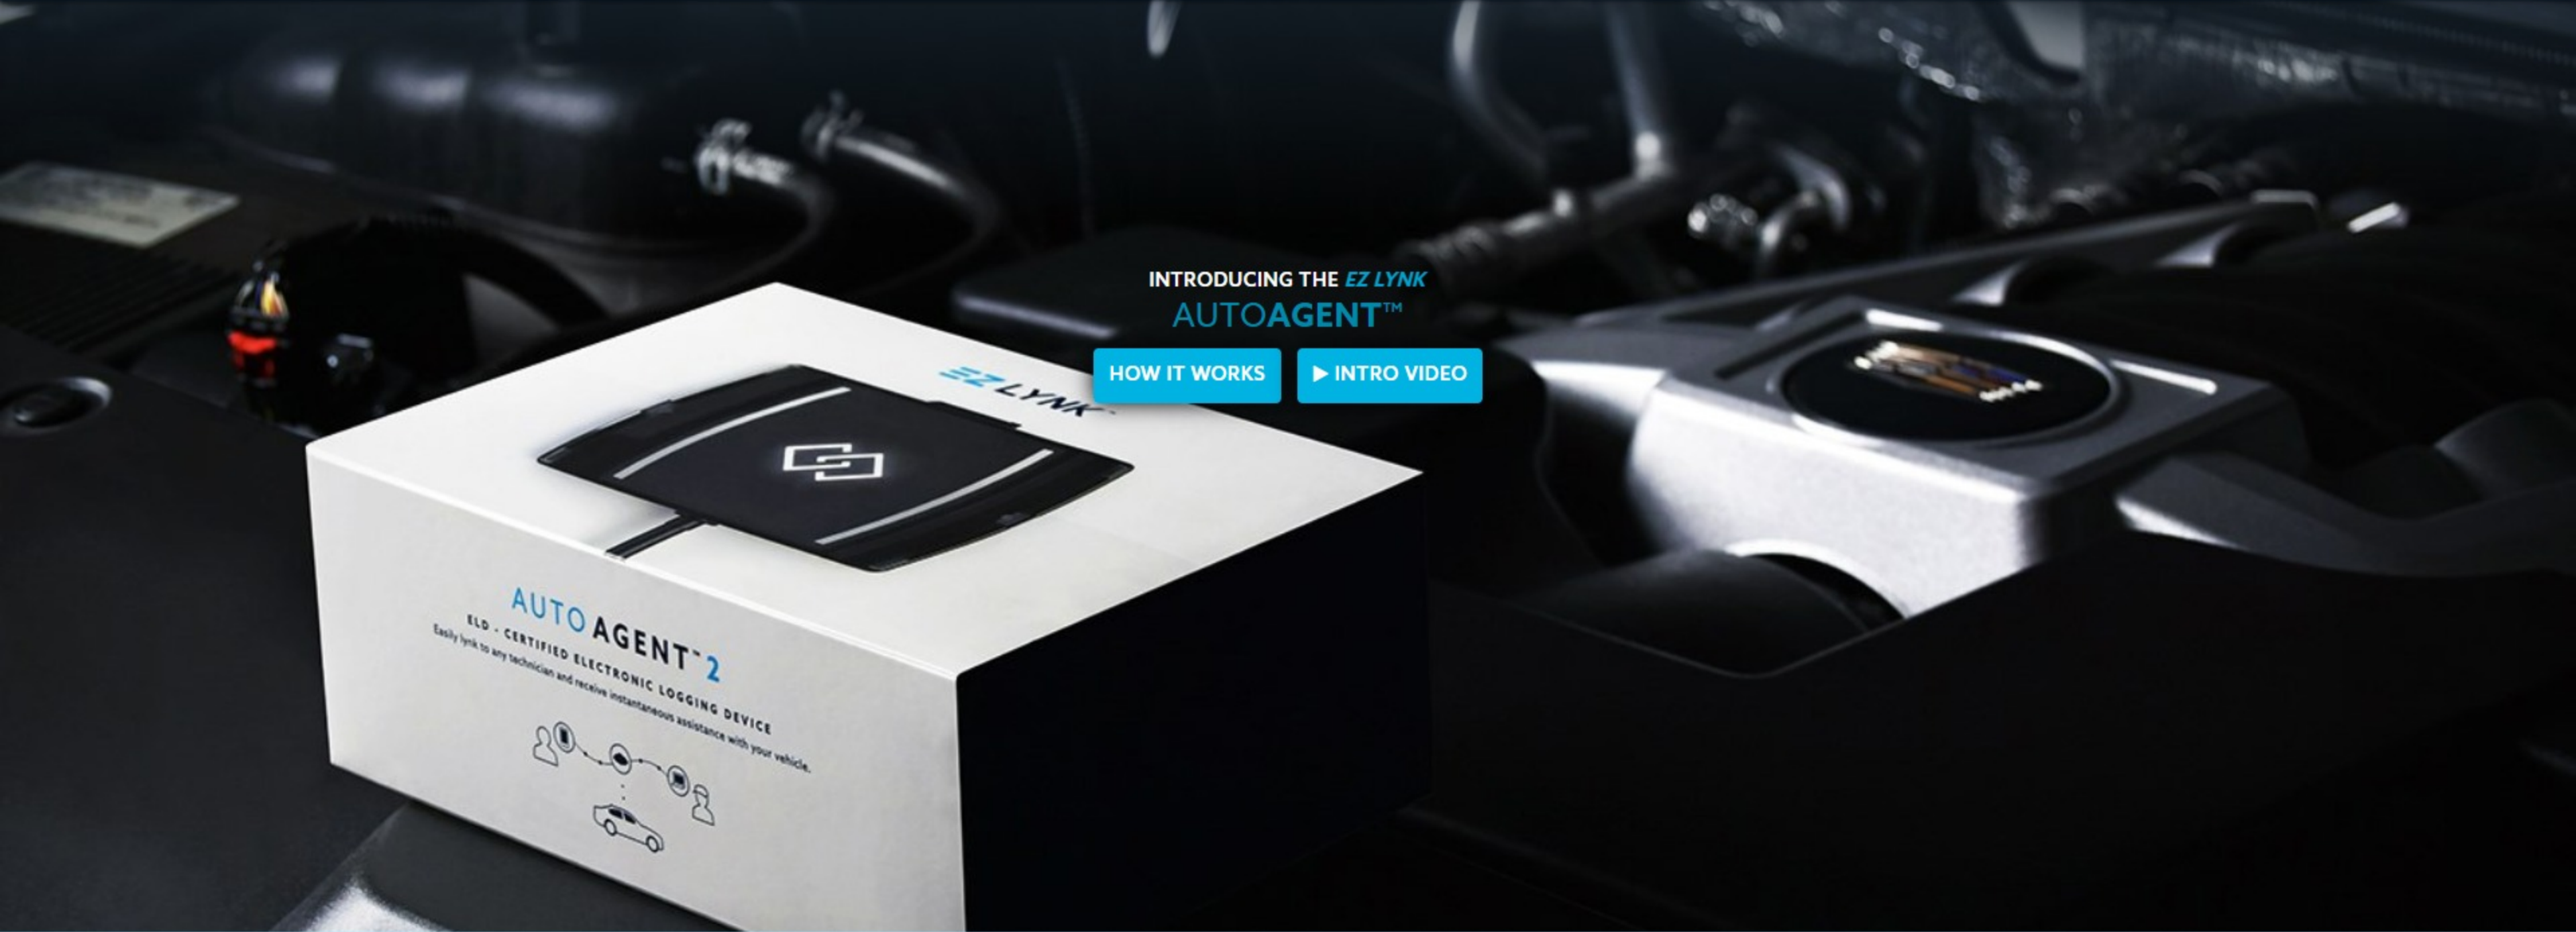 INTRODUCING THE EZ LYNK
AUTOAGENT™
HOW IT WORKS
INTRO VIDEO
EZ LYNK™
AUTO AGENT™ 2
ELD - CERTIFIED ELECTRONIC LOGGING DEVICE
Easily lynk to any technician and receive instantaneous assistance with your vehicle.